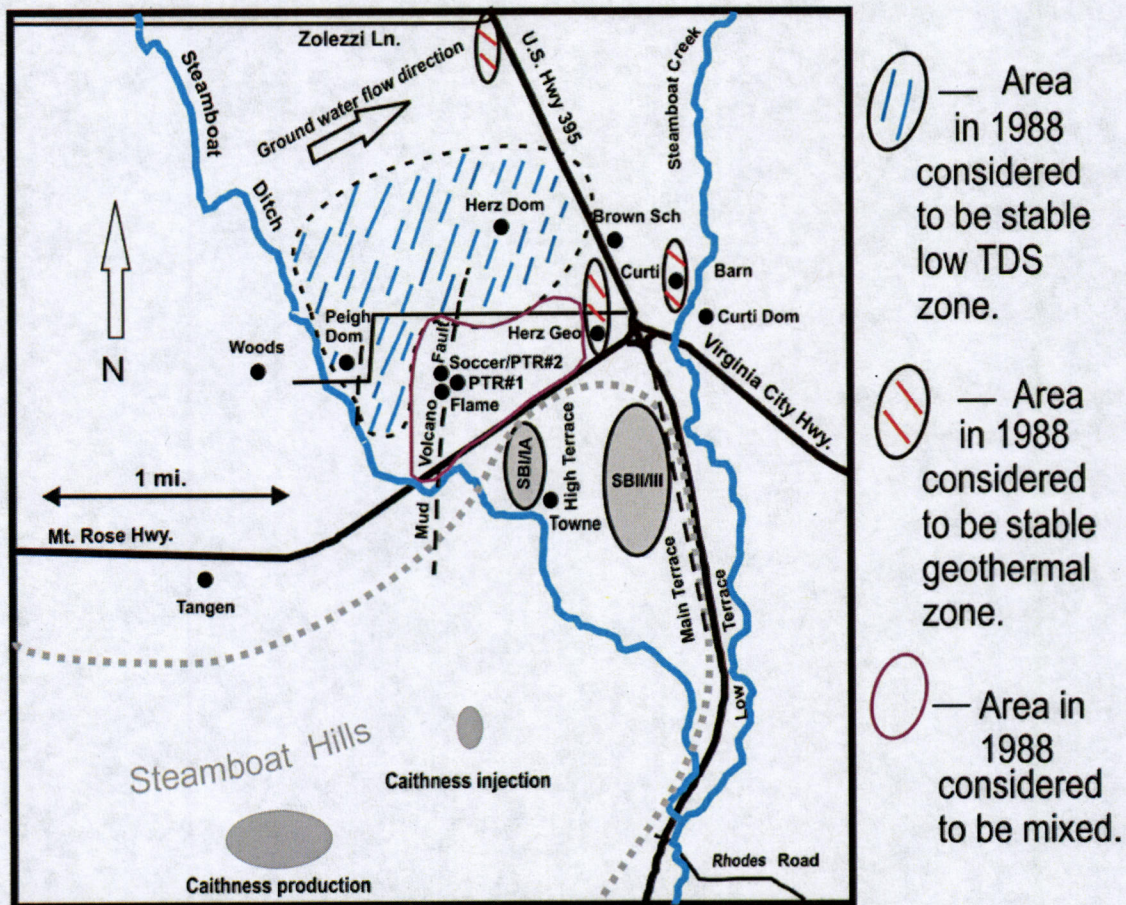 Zolezzi Ln.
Steamboat
Ditch
Ground water flow direction
U.S. Hwy 395
Steamboat Creek
Herz Dom
Brown Sch
Curti
Barn
Curti Dom
Peigh
Dom
Woods
N
Herz Geo
Virginia City Hwy.
Soccer/PTR#2
PTR#1
Flame
Mud
Volcano
Fault
1 mi.
Mt. Rose Hwy.
SBI/IA
High Terrace
SBII/III
Towne
Tangen
Main Terrace
Low
Terrace
Steamboat Hills
Caithness injection
Caithness production
Rhodes Road
— Area
in 1988
considered
to be stable
low TDS
zone.
— Area
in 1988
considered
to be stable
geothermal
zone.
— Area in
1988
considered
to be mixed.